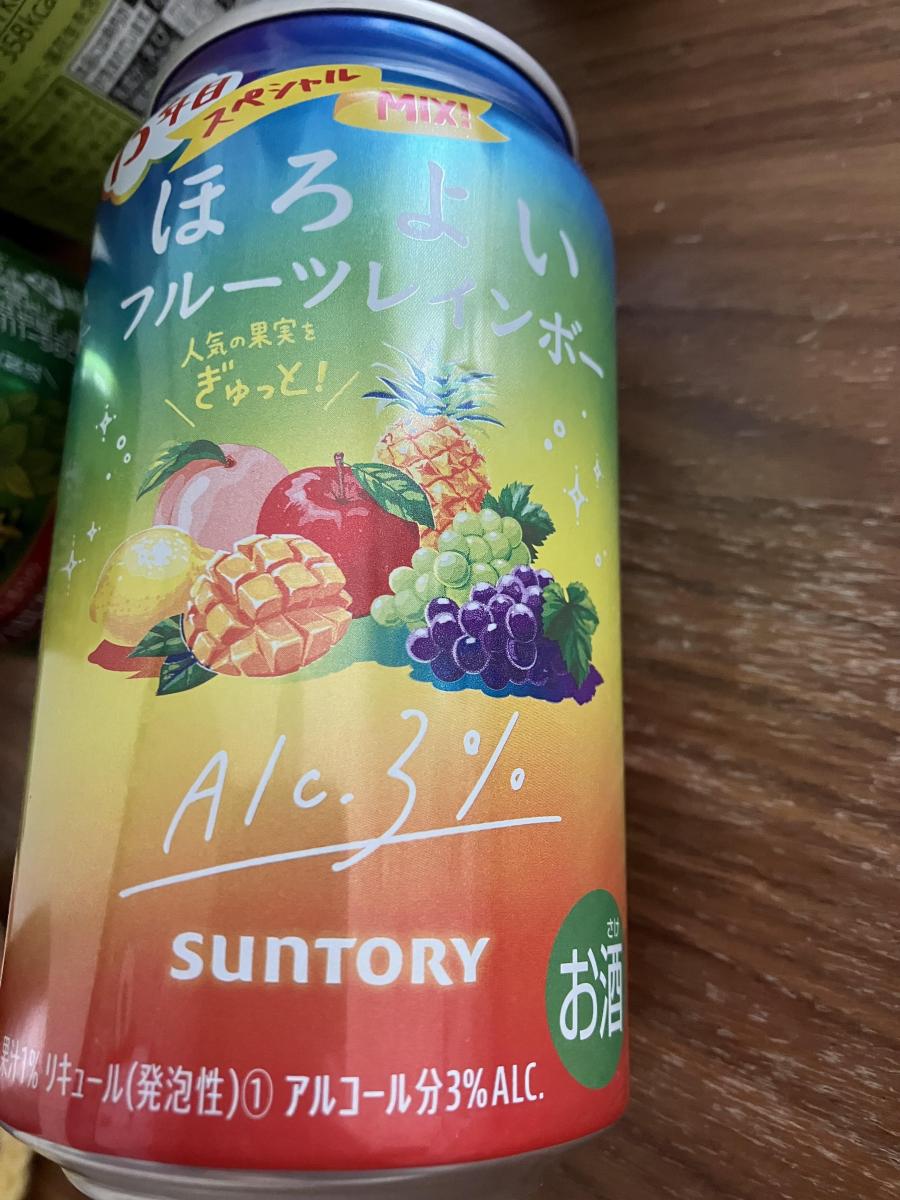 358kca
スペシャル
MIX!
ほろよい
フルーツレインボー
人気の果実を
ぎゅっと!
Alc.3%
SUNTORY
さけ
お酒
果汁1% リキュール(発泡性)① アルコール分3% ALC.